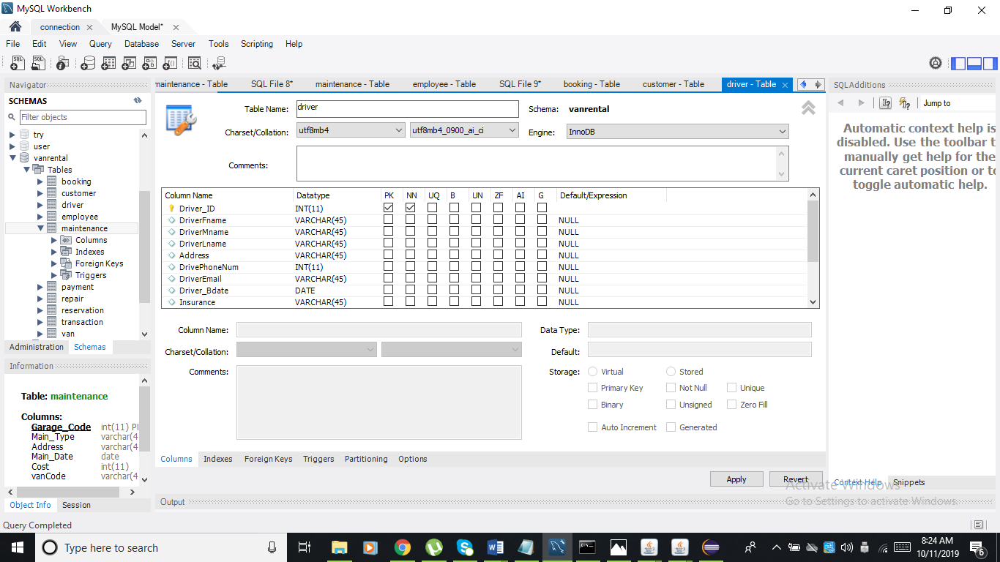 MySQL Workbench
connection
MySQL Model*
File Edit View Query Database Server Tools Scripting Help
Navigator
SCHEMAS
Filter objects
try
user
vanrental
Tables
booking
customer
driver
employee
maintenance
Columns
Indexes
Foreign Keys
Triggers
payment
repair
reservation
transaction
van
Administration Schemas
Information
Table: maintenance
Columns:
Garage_Code int(11) P
Main_Type varchar(4
Address varchar(4
Main_Date date
Cost int(11)
vanCode varchar(4
Object Info Session
Query Completed
maintenance - Table SQL File 8* maintenance - Table employee - Table SQL File 9* booking - Table customer - Table driver - Table
Table Name: driver Schema: vanrental
Charset/Collation: utf8mb4 utf8mb4_0900_ai_ci Engine: InnoDB
Comments:
Column Name Datatype PK NN UQ B UN ZF AI G Default/Expression
Driver_ID INT(11)
DriverFname VARCHAR(45) NULL
DriverMname VARCHAR(45) NULL
DriverLname VARCHAR(45) NULL
Address VARCHAR(45) NULL
DrivePhoneNum INT(11) NULL
DriverEmail VARCHAR(45) NULL
Driver_Bdate DATE NULL
Insurance VARCHAR(45) NULL
Column Name: Data Type:
Charset/Collation: Default:
Comments: Storage: Virtual Stored
Primary Key Not Null Unique
Binary Unsigned Zero Fill
Auto Increment Generated
Columns Indexes Foreign Keys Triggers Partitioning Options
Apply Revert
Output
SQLAdditions
Jump to
Automatic context help is
disabled. Use the toolbar t
manually get help for the
current caret position or to
toggle automatic help.
Context Help Snippets
Activate Windows
Go to Settings to activate Windows.
Type here to search
8:24 AM
10/11/2019
6